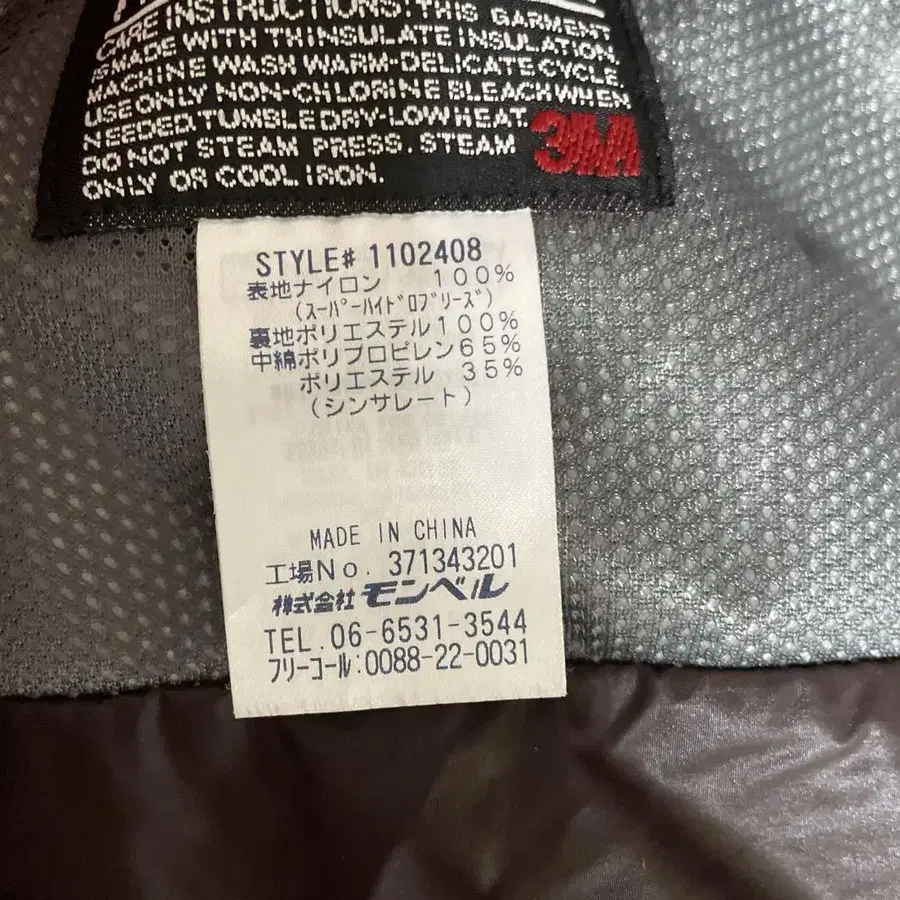 CARE INSTRUCTIONS: THIS GARMENT
IS MADE WITH THINSULATE INSULATION.
MACHINE WASH WARM-DELICATE CYCLE
USE ONLY NON-CHLORINE BLEACH WHEN
NEEDED. TUMBLE DRY-LOW HEAT.
DO NOT STEAM PRESS. STEAM
ONLY OR COOL IRON.
3M
STYLE# 1102408
表地ナイロン 100%
(スーパーハイドロブリーズ)
裏地ポリエステル100%
中綿ポリプロピレン65%
ポリエステル 35%
(シンサレート)
MADE IN CHINA
工場No. 371343201
株式会社 モンベル
TEL.06-6531-3544
フリーコール:0088-22-0031